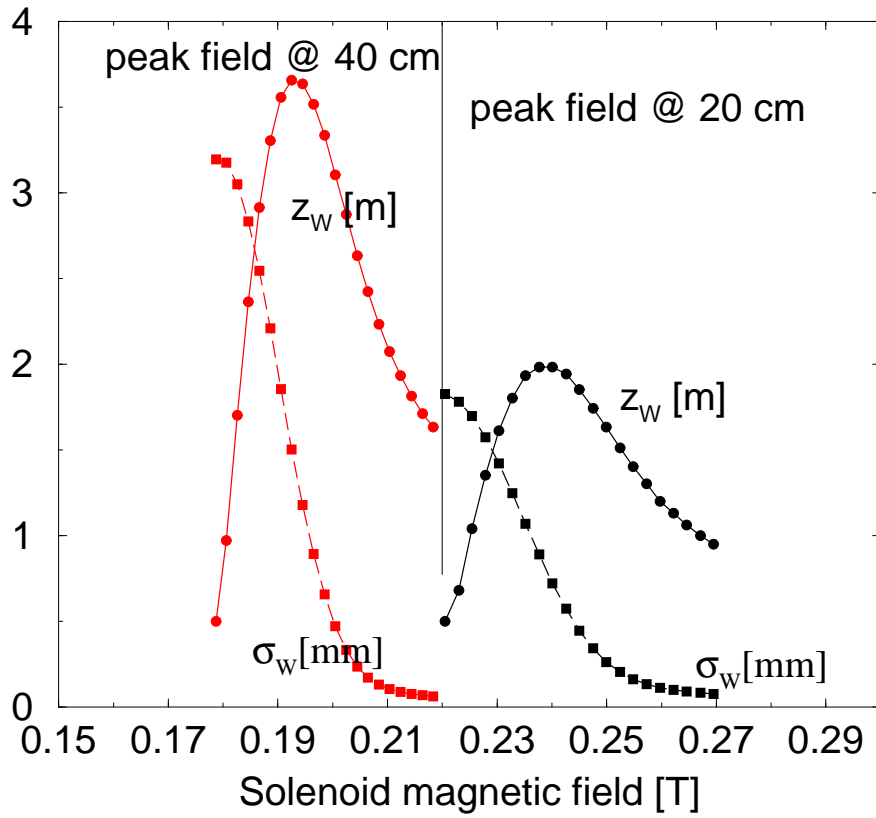 4
peak field @ 40 cm
peak field @ 20 cm
3
z_W [m]
2
z_W [m]
1
σ_w[mm]
σ_w[mm]
0
0.15 0.17 0.19 0.21 0.23 0.25 0.27 0.29
Solenoid magnetic field [T]